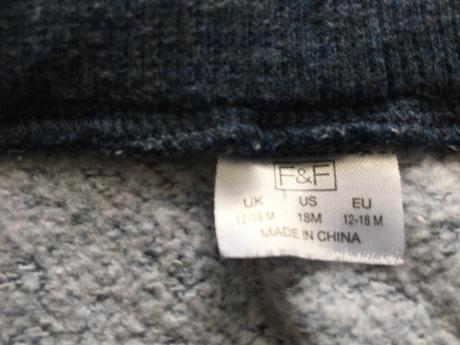 F&F
UK US EU
12-18 M 18M 12-18 M
MADE IN CHINA